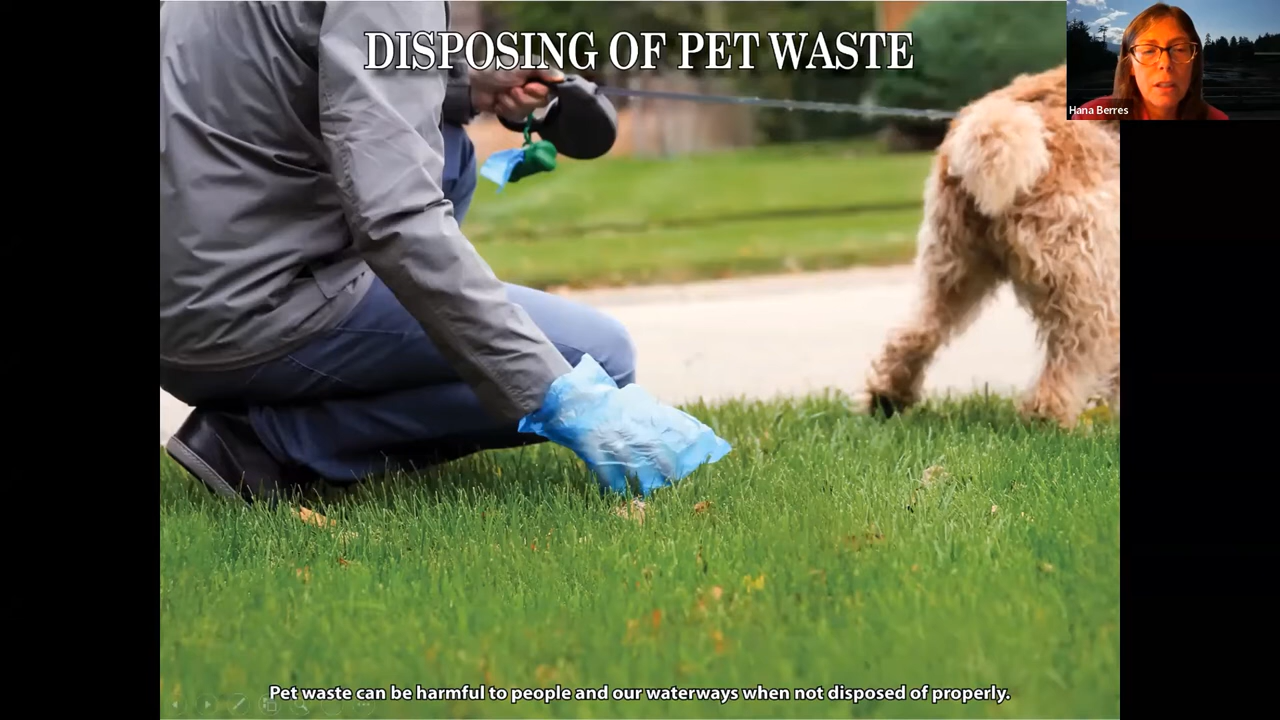 DISPOSING OF PET WASTE
Hana Berres
Pet waste can be harmful to people and our waterways when not disposed of properly.